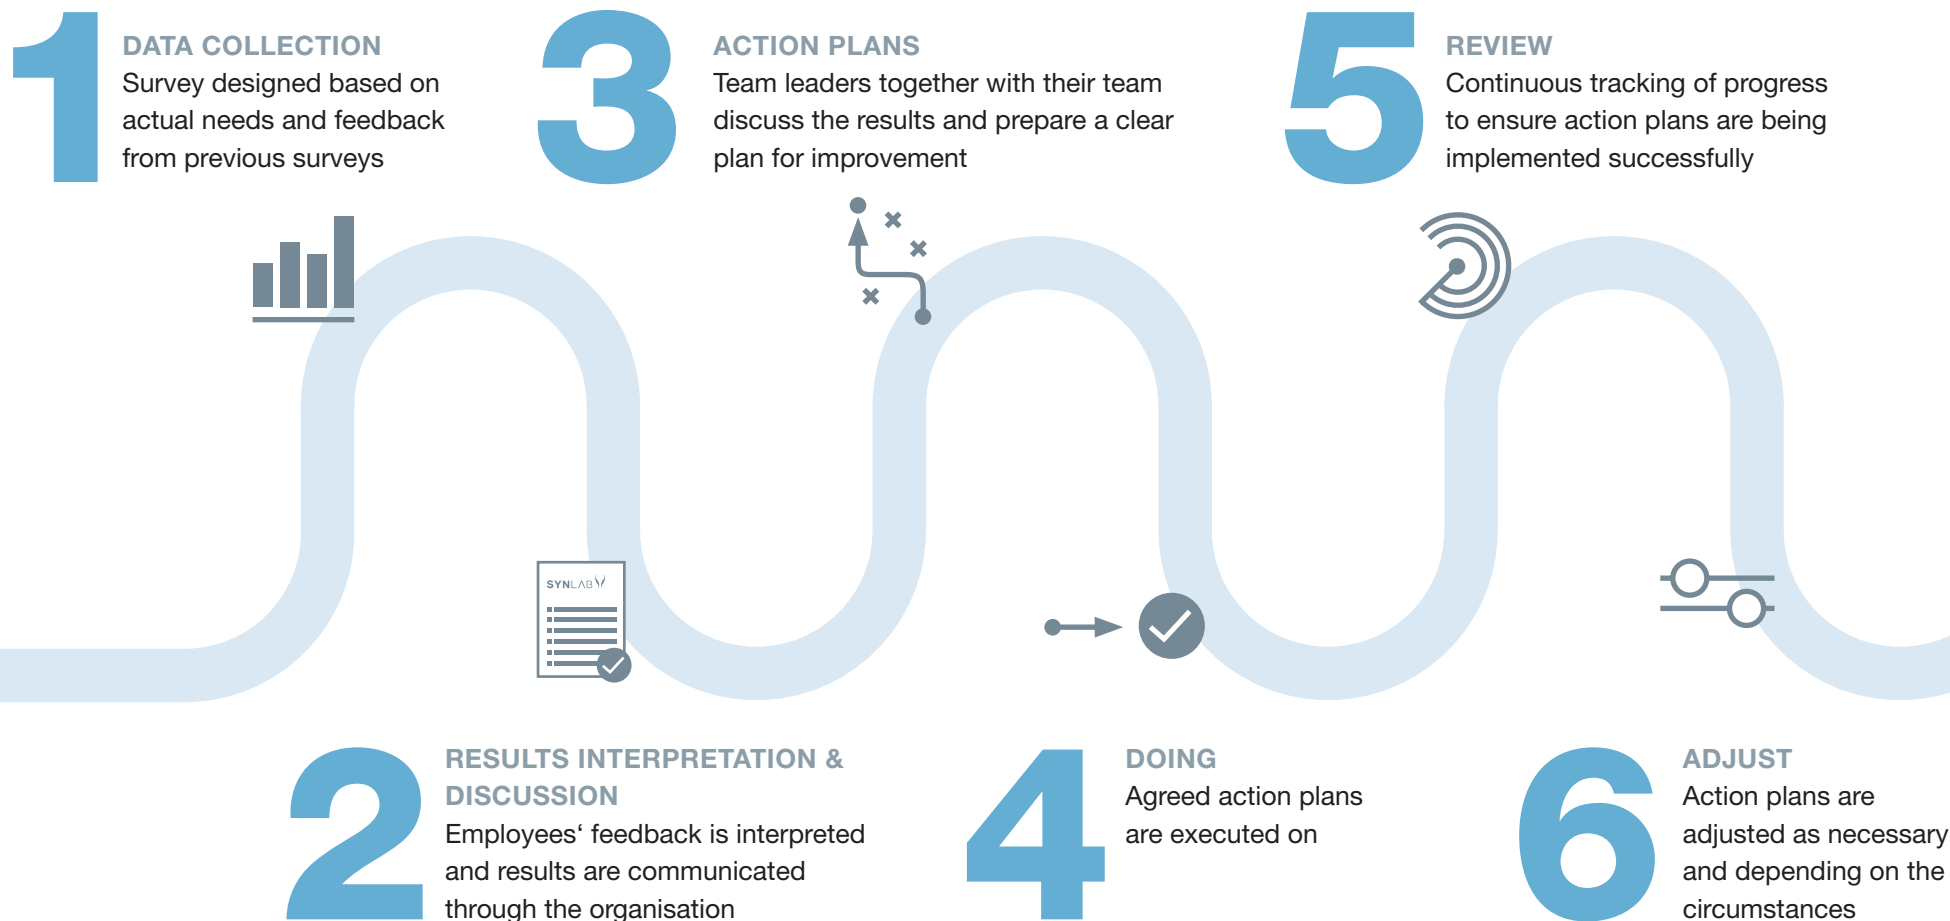 1
DATA COLLECTION
Survey designed based on
actual needs and feedback
from previous surveys
3
ACTION PLANS
Team leaders together with their team
discuss the results and prepare a clear
plan for improvement
5
REVIEW
Continuous tracking of progress
to ensure action plans are being
implemented successfully
SYNLAB
2
RESULTS INTERPRETATION &
DISCUSSION
Employees‘ feedback is interpreted
and results are communicated
through the organisation
4
DOING
Agreed action plans
are executed on
6
ADJUST
Action plans are
adjusted as necessary
and depending on the
circumstances